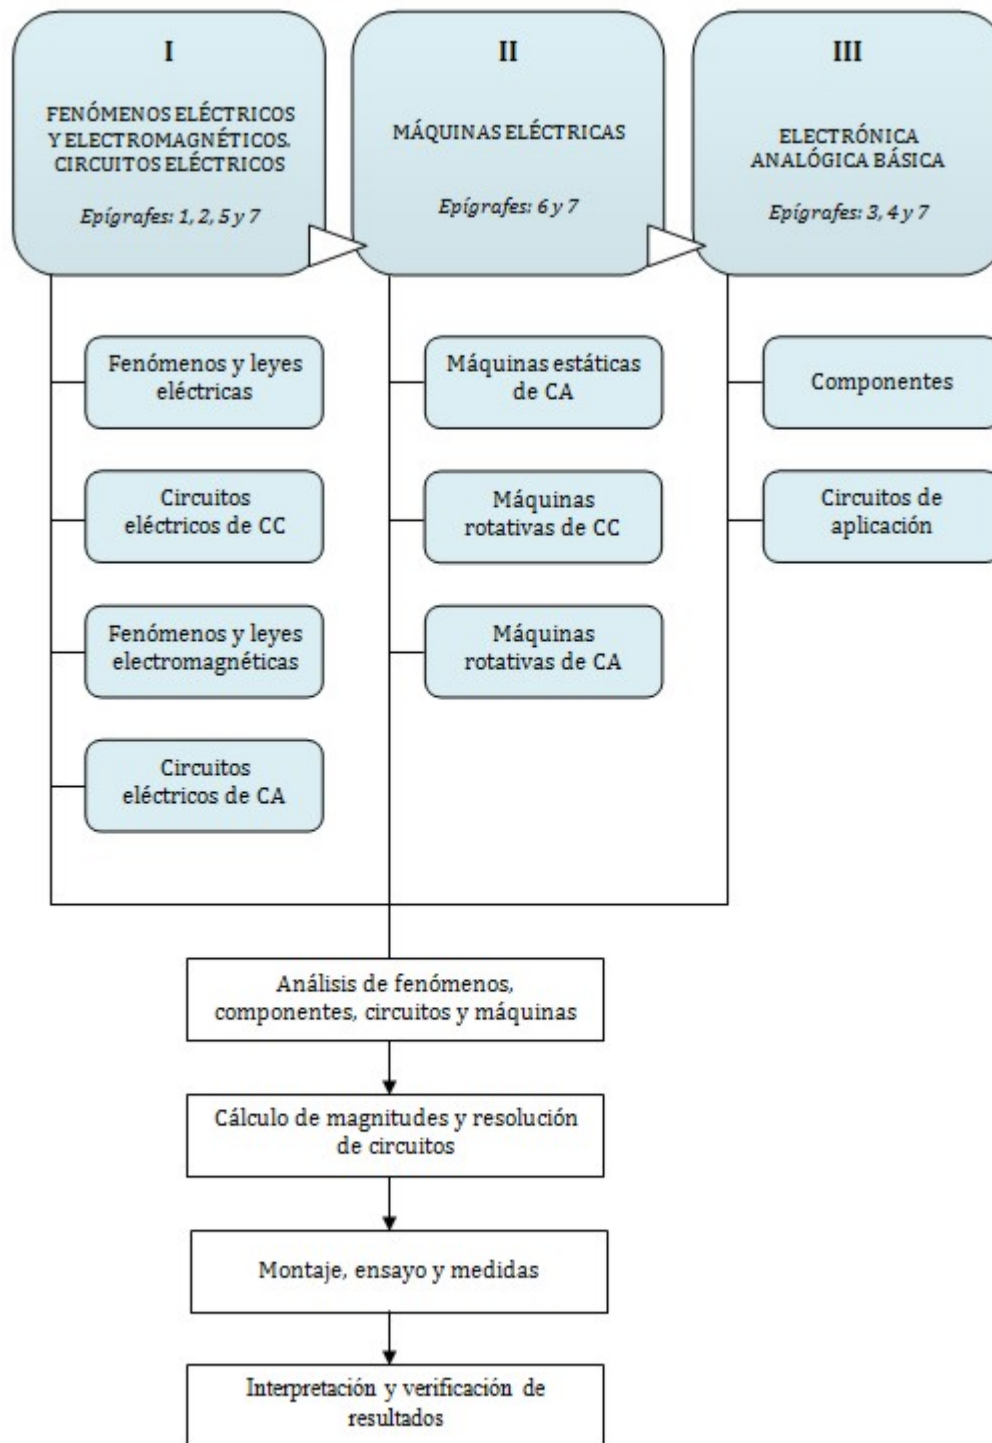 I
FENÓMENOS ELÉCTRICOS
Y ELECTROMAGNÉTICOS.
CIRCUITOS ELÉCTRICOS
Epígrafes: 1, 2, 5 y 7
II
MÁQUINAS ELÉCTRICAS
Epígrafes: 6 y 7
III
ELECTRÓNICA
ANALÓGICA BÁSICA
Epígrafes: 3, 4 y 7
Fenómenos y leyes
eléctricas
Circuitos
eléctricos de CC
Fenómenos y leyes
electromagnéticas
Circuitos
eléctricos de CA
Máquinas estáticas
de CA
Máquinas
rotativas de CC
Máquinas
rotativas de CA
Componentes
Circuitos de
aplicación
Análisis de fenómenos,
componentes, circuitos y máquinas
Cálculo de magnitudes y resolución
de circuitos
Montaje, ensayo y medidas
Interpretación y verificación de
resultados